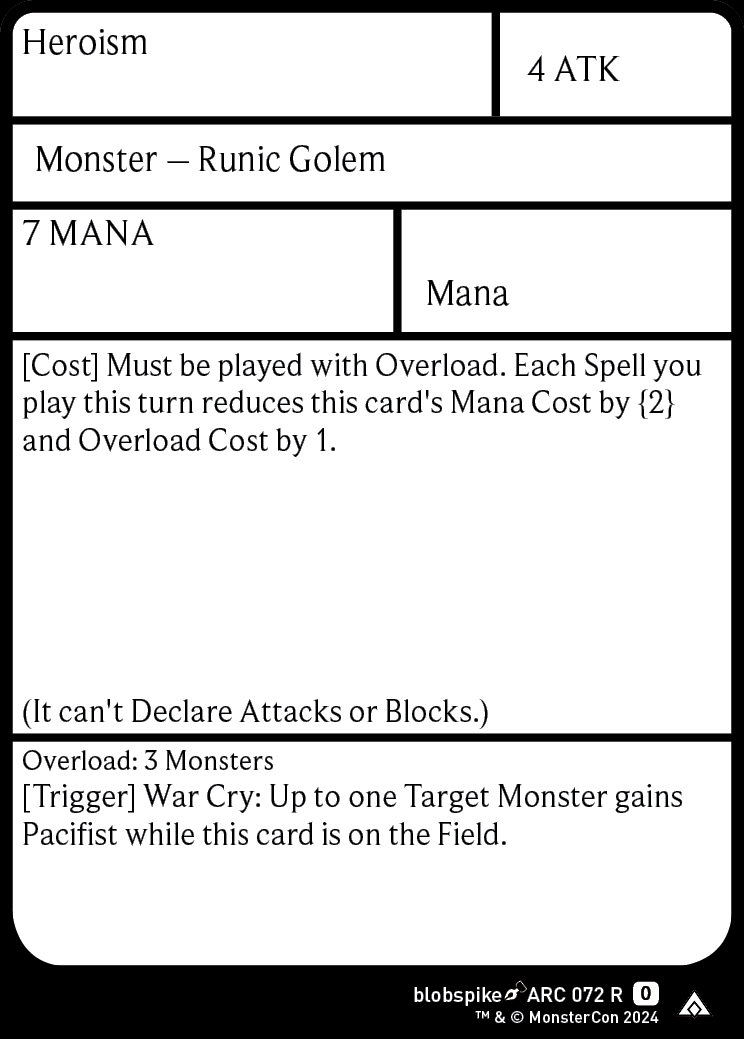 Heroism
4 ATK
Monster – Runic Golem
7 MANA
Mana
[Cost] Must be played with Overload. Each Spell you
play this turn reduces this card's Mana Cost by {2}
and Overload Cost by 1.
(It can't Declare Attacks or Blocks.)
Overload: 3 Monsters
[Trigger] War Cry: Up to one Target Monster gains
Pacifist while this card is on the Field.
blobspike ARC 072 R 0
™ & © MonsterCon 2024